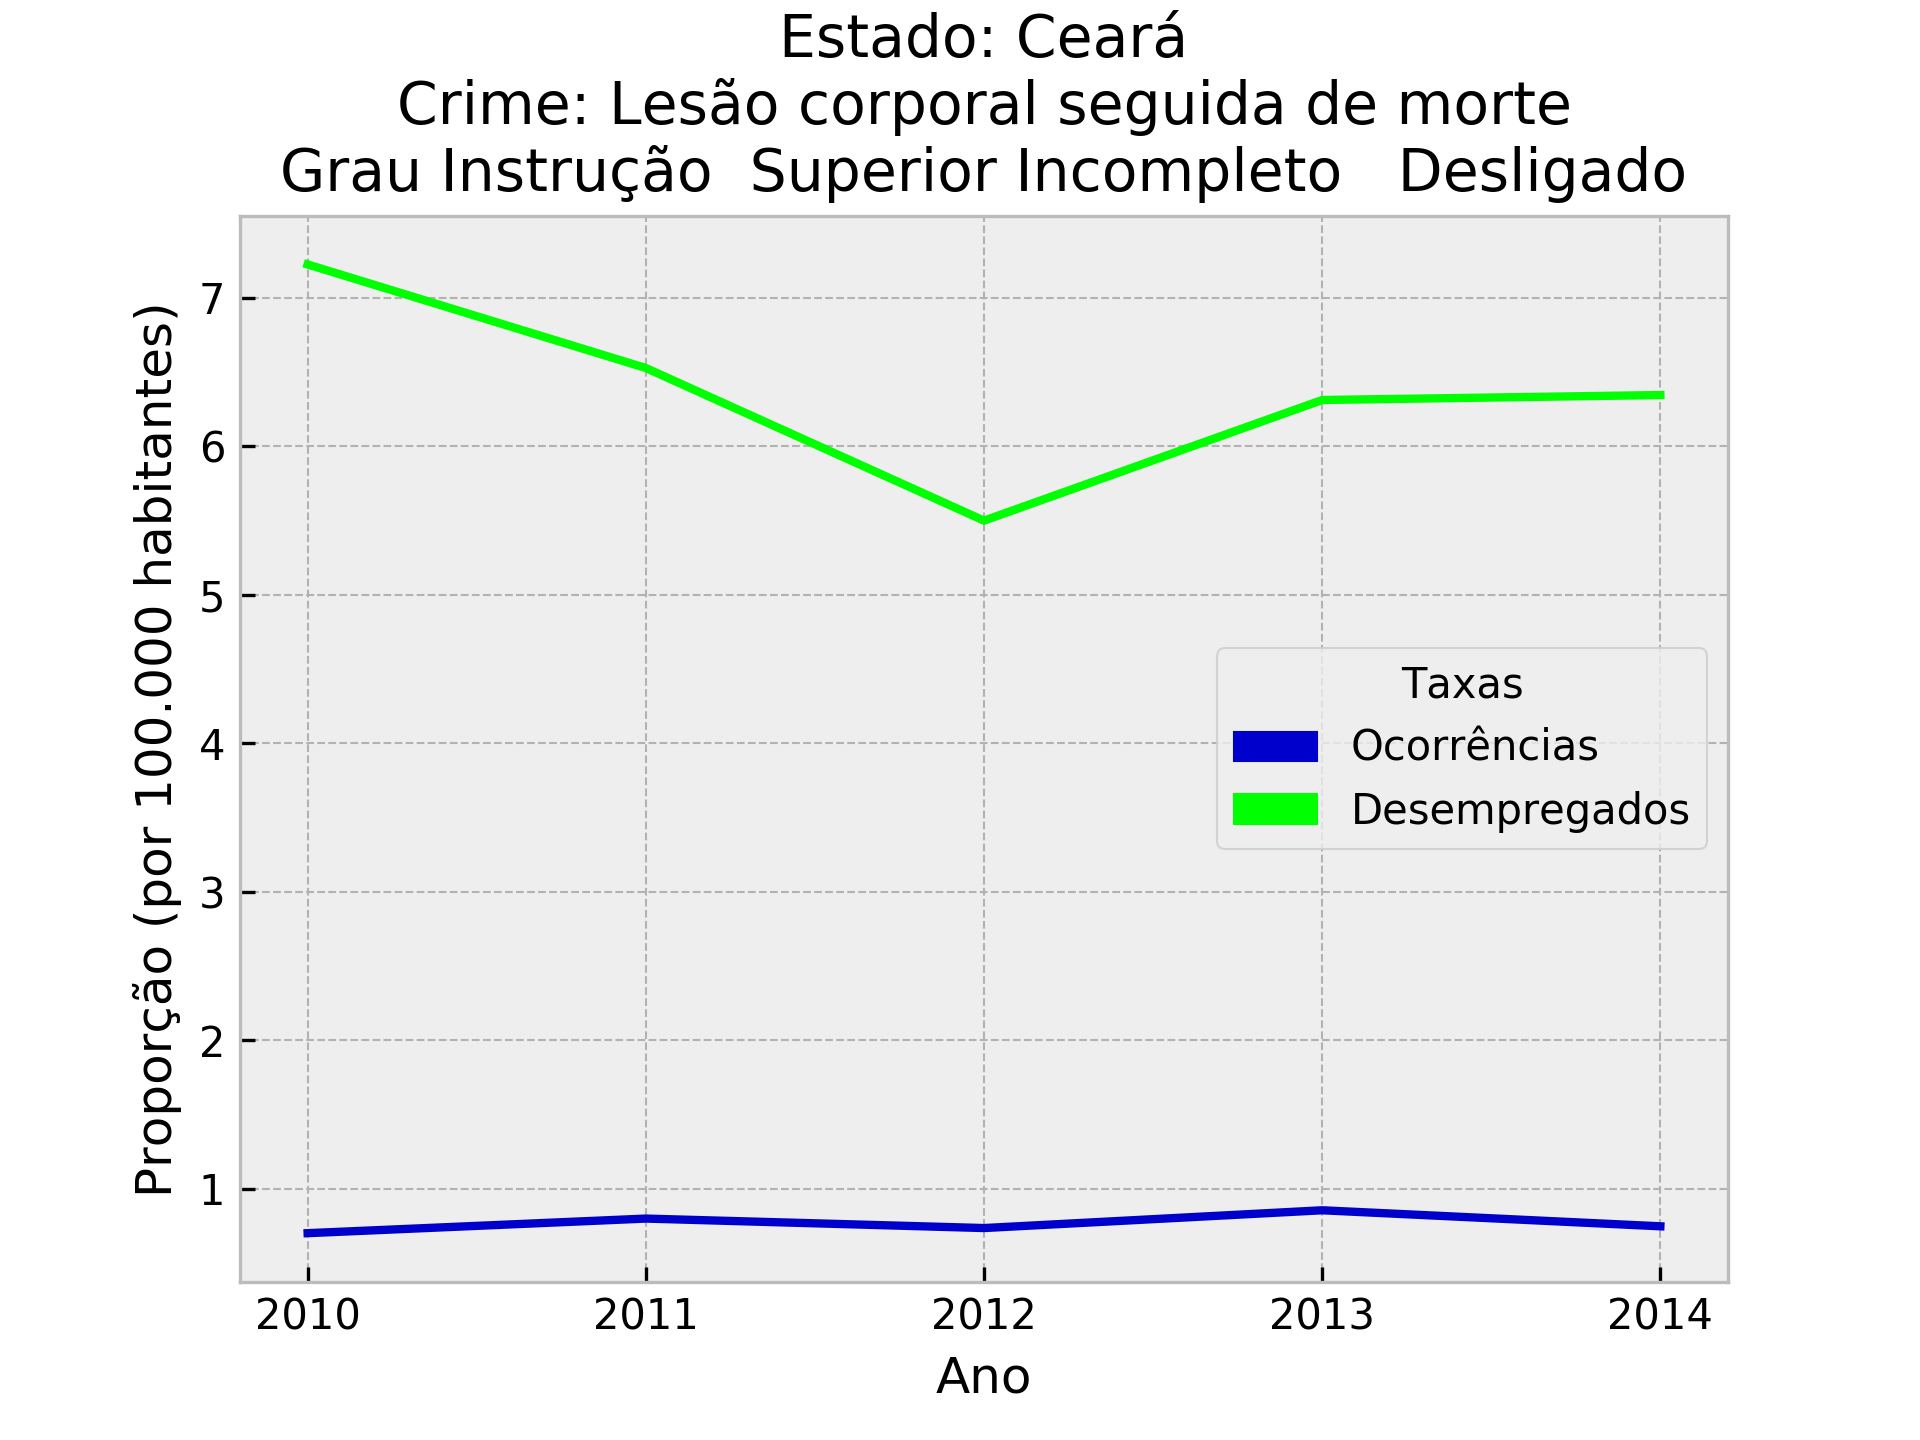 Estado: Ceará
Crime: Lesão corporal seguida de morte
Grau Instrução  Superior Incompleto   Desligado
Proporção (por 100.000 habitantes)
7
6
5
4
3
2
1
Taxas
Ocorrências
Desempregados
2010 2011 2012 2013 2014
Ano